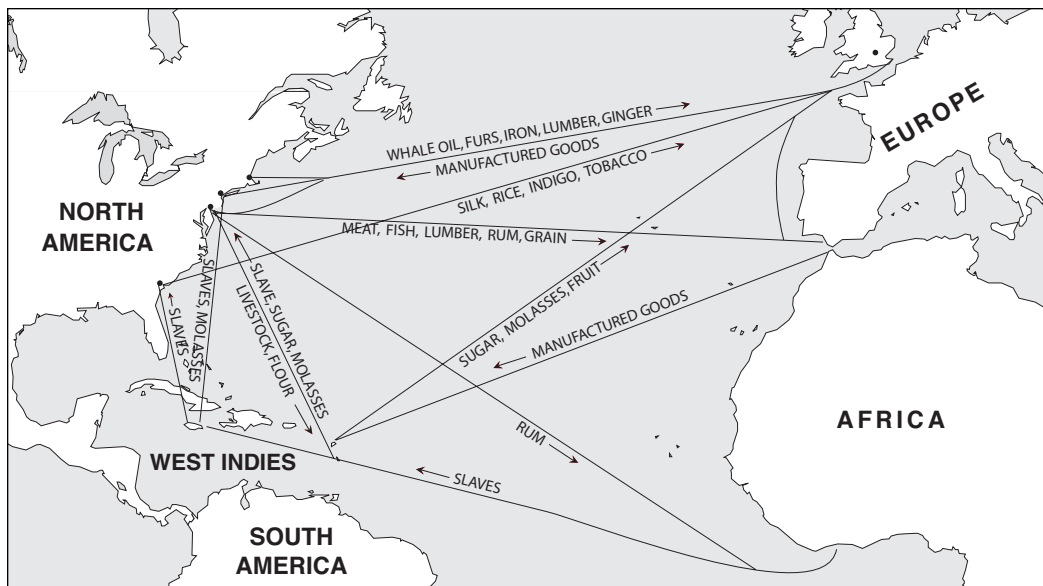 EUROPE
WHALE OIL, FURS, IRON, LUMBER, GINGER
MANUFACTURED GOODS
SILK, RICE, INDIGO, TOBACCO
NORTH
AMERICA
MEAT, FISH, LUMBER, RUM, GRAIN
SLAVES, MOLASSES
SLAVE, SUGAR, MOLASSES
LIVESTOCK, FLOUR
SLAVES
SUGAR, MOLASSES, FRUIT
MANUFACTURED GOODS
AFRICA
RUM
WEST INDIES
SLAVES
SOUTH
AMERICA